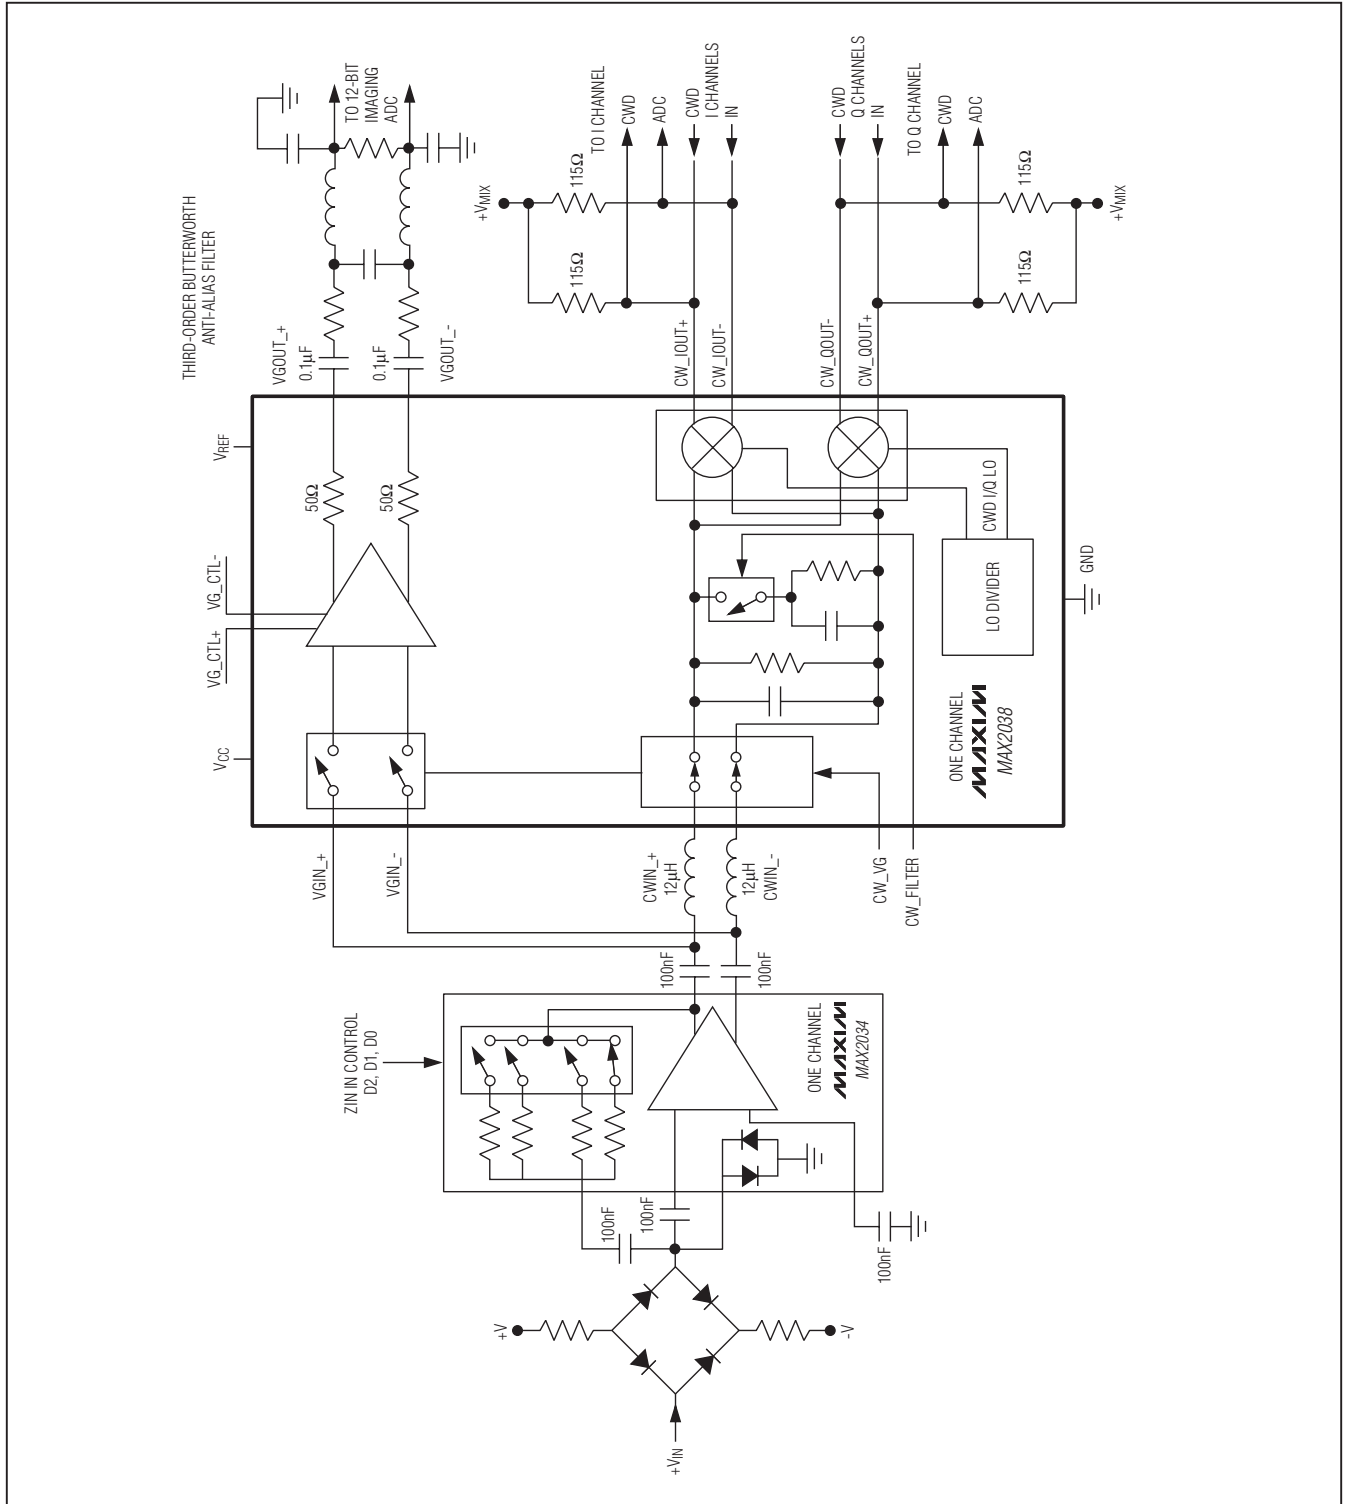 THIRD-ORDER BUTTERWORTH
ANTI-ALIAS FILTER
TO 12-BIT
IMAGING
ADC
VGOUT_+
0.1µF
0.1µF
VGOUT_-
+VMIX
115Ω
115Ω
TO I CHANNEL
CWD
ADC
CWD
I CHANNELS
IN
CWD
Q CHANNELS
IN
TO Q CHANNEL
CWD
ADC
115Ω
115Ω
+VMIX
CW_IOUT+
CW_IOUT-
CW_QOUT-
CW_QOUT+
VREF
50Ω
50Ω
VG_CTL-
VG_CTL+
VCC
CWD I/Q LO
LO DIVIDER
GND
ONE CHANNEL
MAXIM
MAX2038
VGIN_+
VGIN_-
CWIN_+
12µH
12µH
CWIN_-
CW_VG
CW_FILTER
100nF
100nF
ZIN IN CONTROL
D2, D1, D0
ONE CHANNEL
MAXIM
MAX2034
100nF
100nF
100nF
+V
-V
+VIN